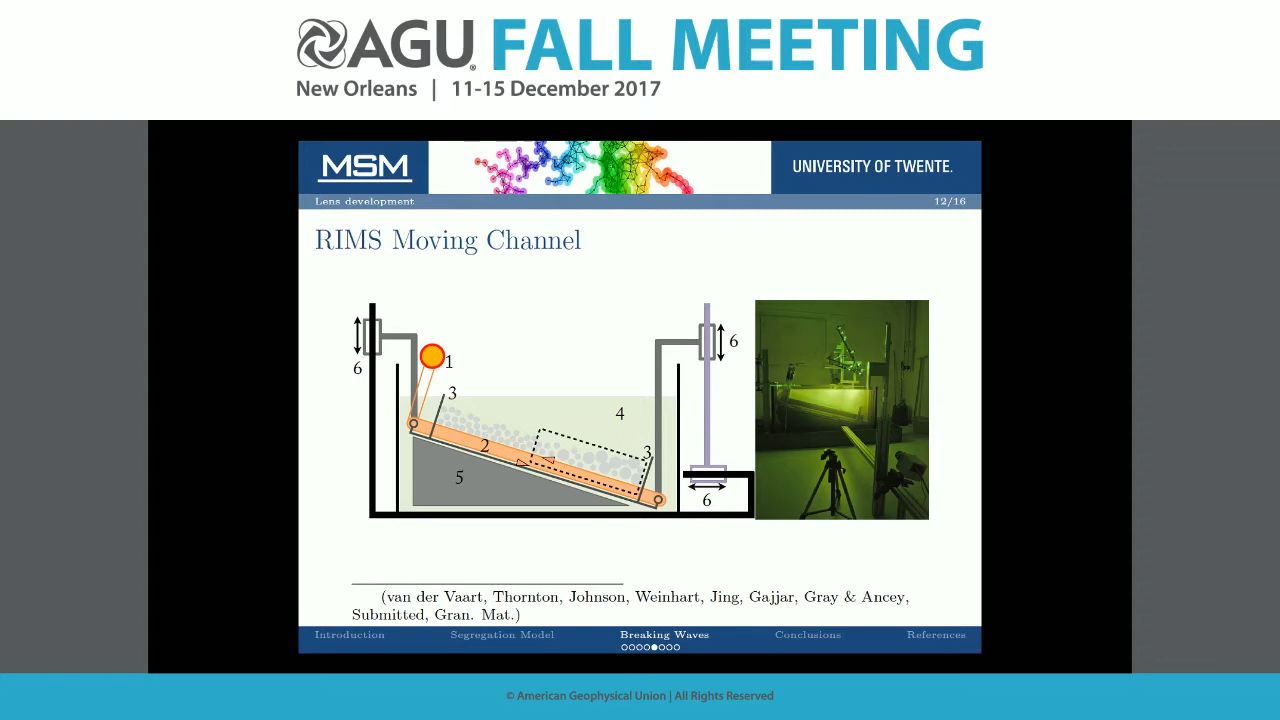 AGU FALL MEETING
New Orleans | 11-15 December 2017
MSM
UNIVERSITY OF TWENTE.
Lens development 12/16
RIMS Moving Channel
6
1
3
4
2
3
5
6
6
(van der Vaart, Thornton, Johnson, Weinhart, Jing, Gajjar, Gray & Ancey,
Submitted, Gran. Mat.)
Introduction Segregation Model Breaking Waves Conclusions References
© American Geophysical Union | All Rights Reserved